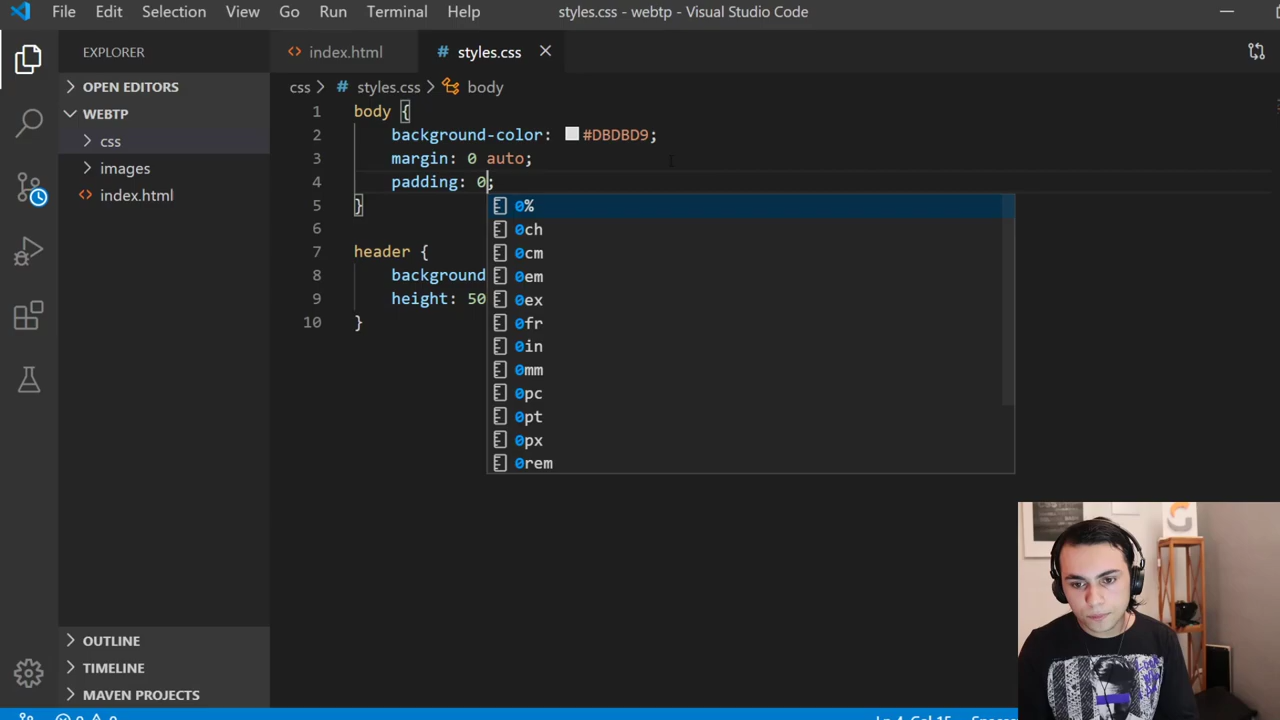 File Edit Selection View Go Run Terminal Help styles.css - webtp - Visual Studio Code
EXPLORER
OPEN EDITORS
WEBTP
css
images
index.html
OUTLINE
TIMELINE
MAVEN PROJECTS
index.html styles.css
css > styles.css > body
1 body {
2 background-color: #DBDBD9;
3 margin: 0 auto;
4 padding: 0;
5 }
6
7 header {
8 background
9 height: 50
10 }
0%
0ch
0cm
0em
0ex
0fr
0in
0mm
0pc
0pt
0px
0rem